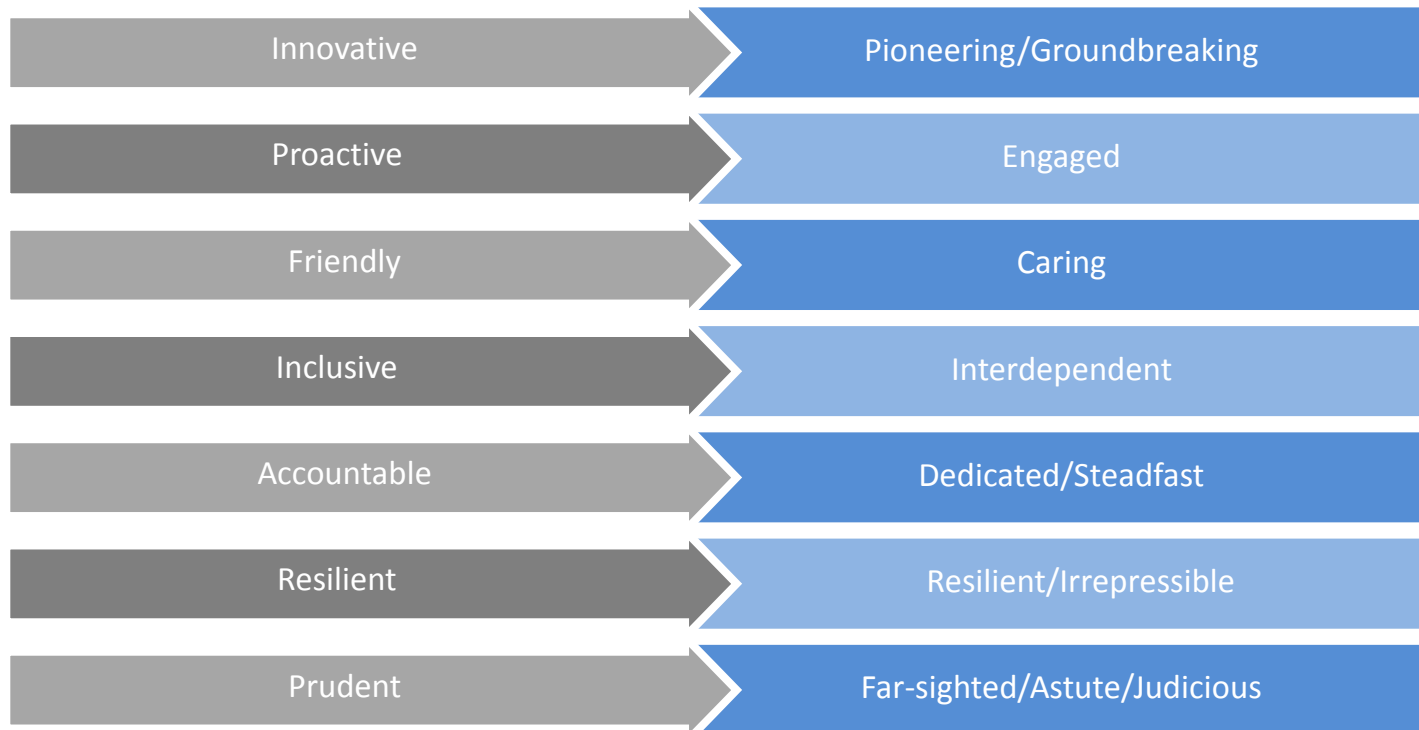 Innovative
Pioneering/Groundbreaking
Proactive
Engaged
Friendly
Caring
Inclusive
Interdependent
Accountable
Dedicated/Steadfast
Resilient
Resilient/Irrepressible
Prudent
Far-sighted/Astute/Judicious